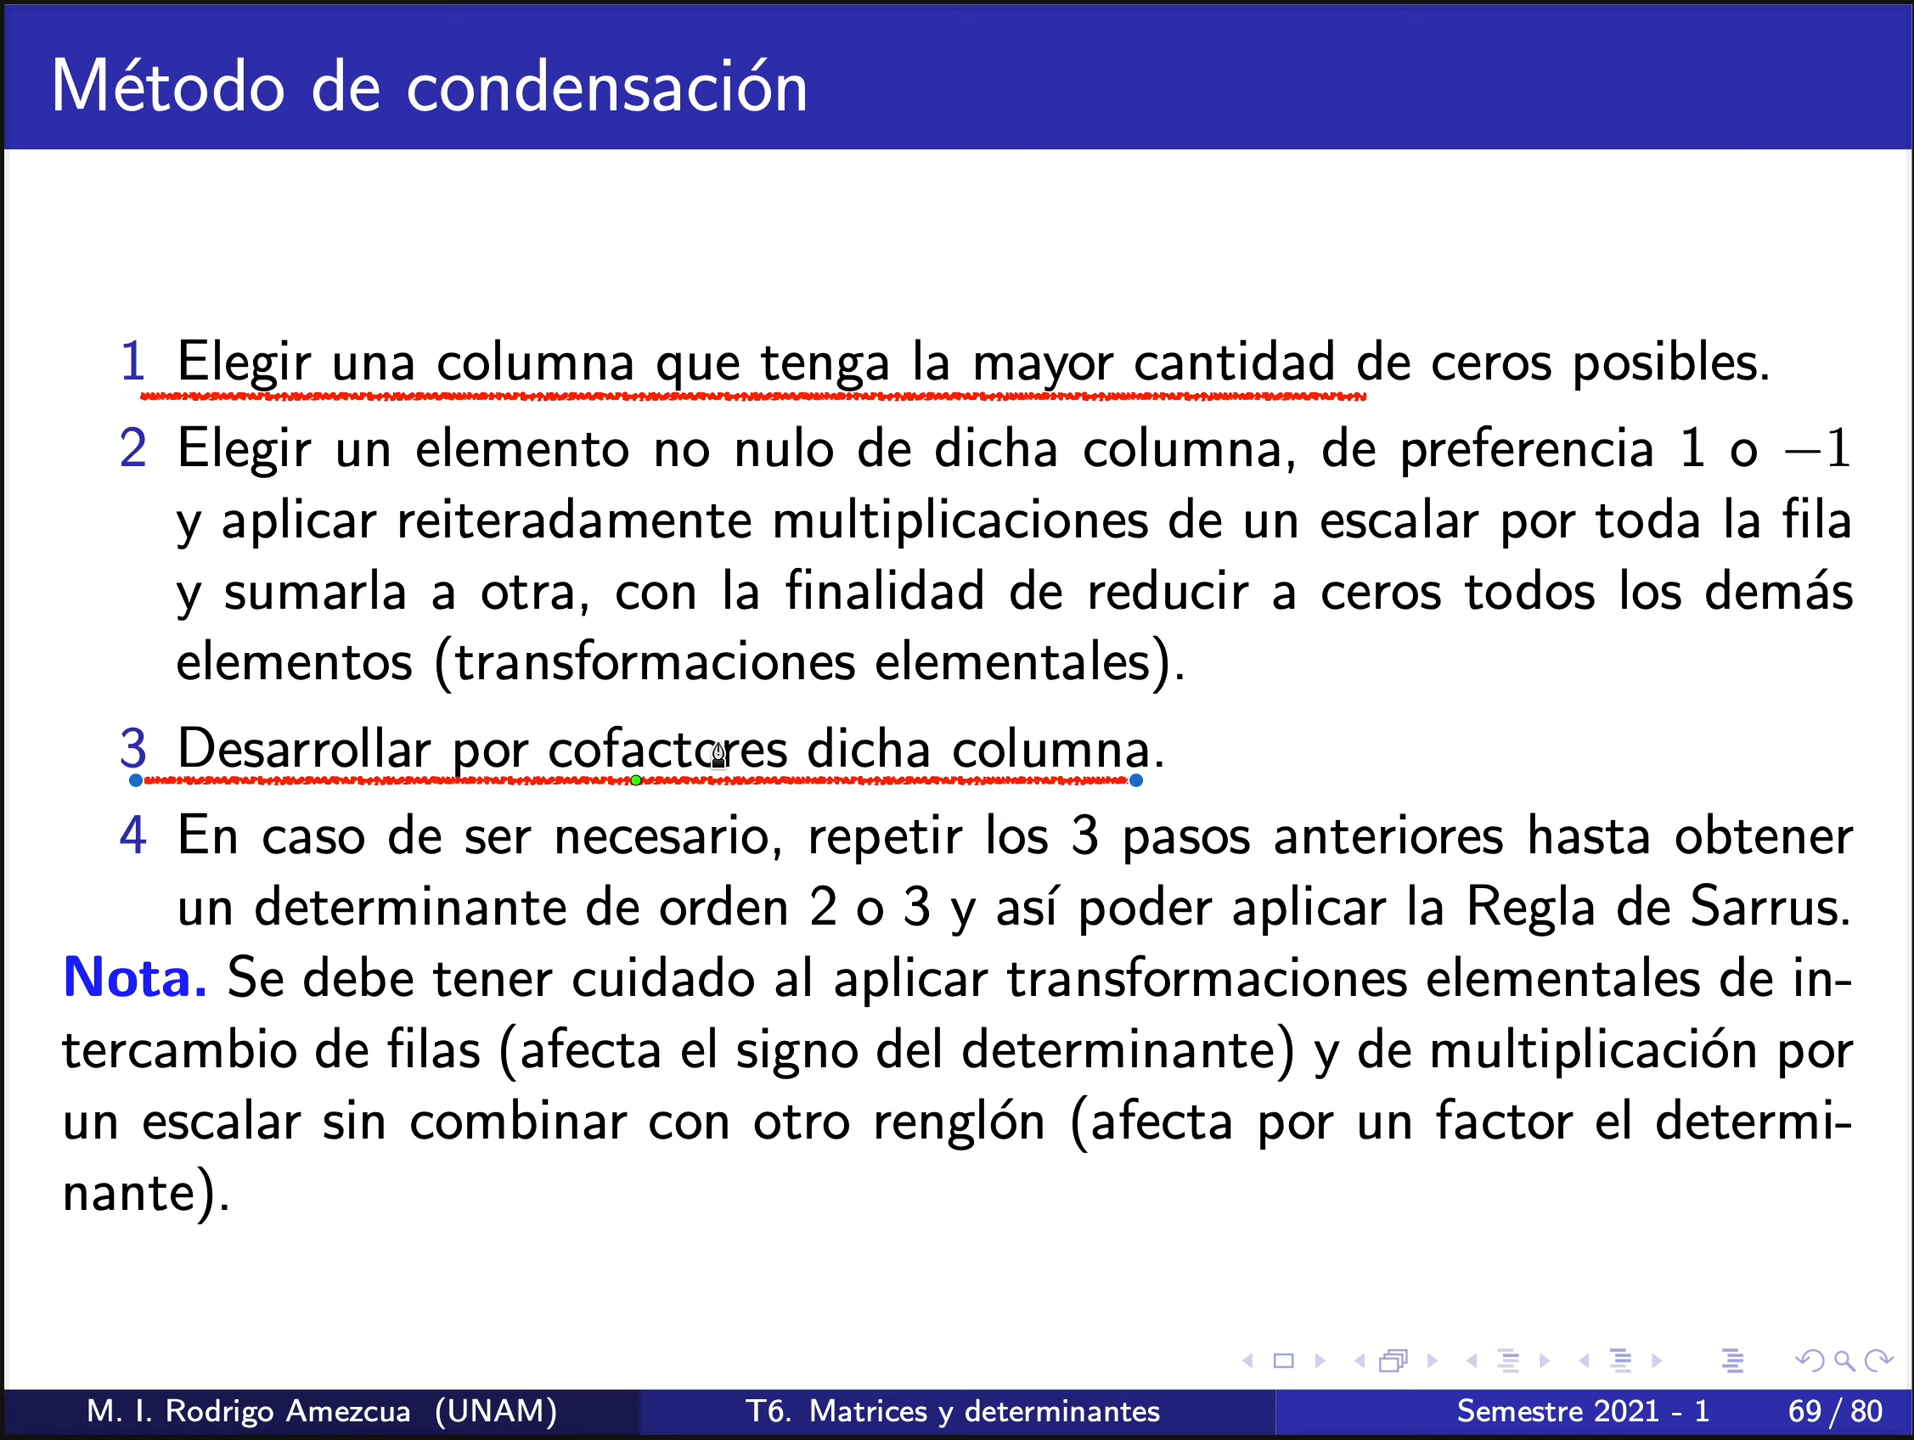 Método de condensación
1 Elegir una columna que tenga la mayor cantidad de ceros posibles.
2 Elegir un elemento no nulo de dicha columna, de preferencia 1 o −1
y aplicar reiteradamente multiplicaciones de un escalar por toda la fila
y sumarla a otra, con la finalidad de reducir a ceros todos los demás
elementos (transformaciones elementales).
3 Desarrollar por cofactores dicha columna.
4 En caso de ser necesario, repetir los 3 pasos anteriores hasta obtener
un determinante de orden 2 o 3 y así poder aplicar la Regla de Sarrus.
Nota. Se debe tener cuidado al aplicar transformaciones elementales de in-
tercambio de filas (afecta el signo del determinante) y de multiplicación por
un escalar sin combinar con otro renglón (afecta por un factor el determi-
nante).
M. I. Rodrigo Amezcua (UNAM) T6. Matrices y determinantes Semestre 2021 - 1 69 / 80